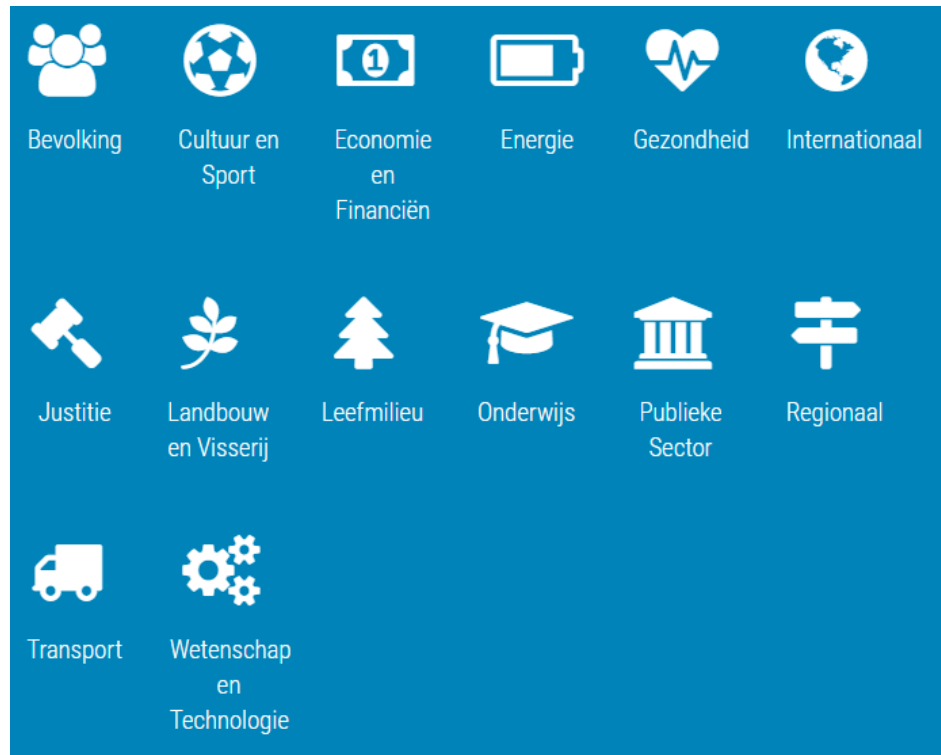 1
Bevolking
Cultuur en
Sport
Economie
en
Financiën
Energie
Gezondheid
Internationaal
Justitie
Landbouw
en Visserij
Leefmilieu
Onderwijs
Publieke
Sector
Regionaal
Transport
Wetenschap
en
Technologie